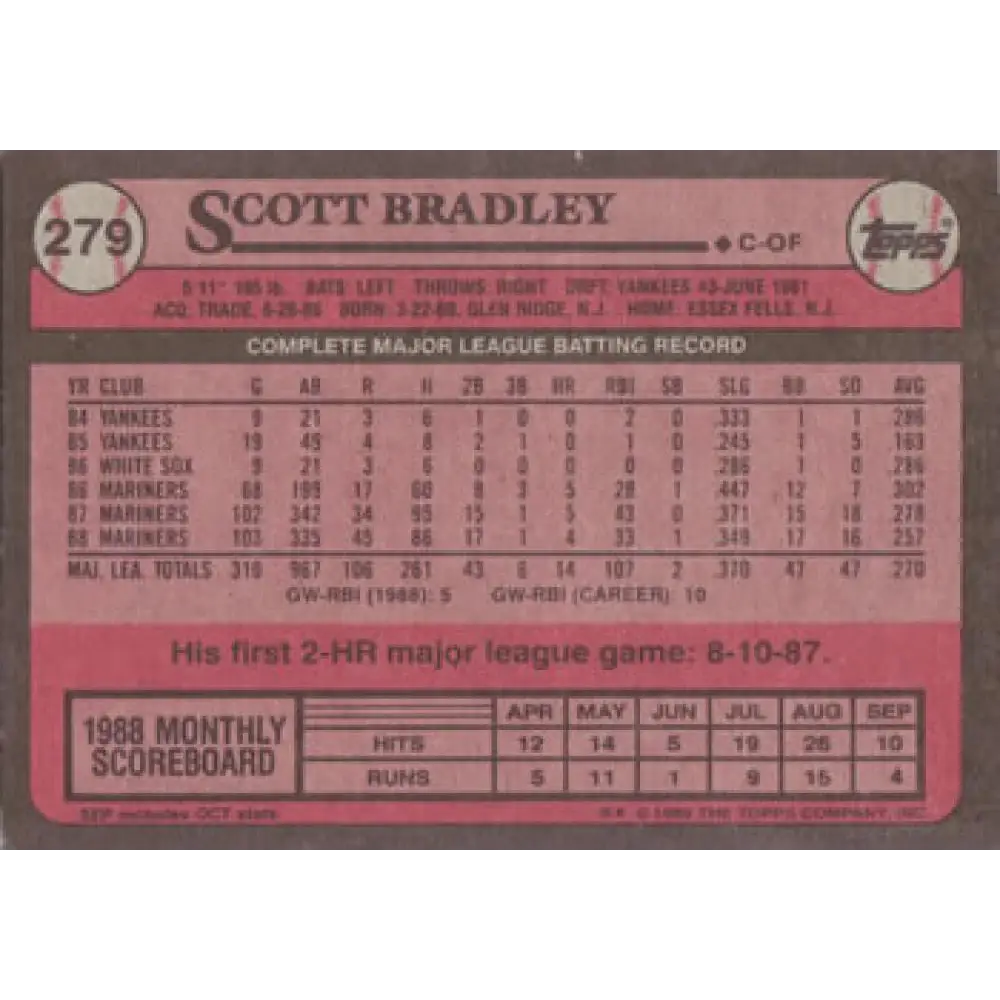 279
SCOTT BRADLEY
◆ C-OF
Topps®
5 11" 185 lb. BATS LEFT THROWS RIGHT DRFT YANKEES #3-JUNE 1981
ACQ TRADE, 6-26-86 BORN 3-22-60, GLEN RIDGE, N.J. HOME ESSEX FELLS, N.J.
COMPLETE MAJOR LEAGUE BATTING RECORD
YR CLUB G AB R H 2B 3B HR RBI SB SLG BB SO AVG
84 YANKEES 9 21 3 6 1 0 0 2 0 .333 1 1 .286
85 YANKEES 19 49 4 8 2 1 0 1 0 .245 1 5 .163
86 WHITE SOX 9 21 3 6 0 0 0 0 0 .286 1 0 .286
86 MARINERS 68 199 17 60 8 3 5 28 1 .447 12 7 .302
87 MARINERS 102 342 34 95 15 1 5 43 0 .371 15 18 .278
88 MARINERS 103 335 45 86 17 1 4 33 1 .349 17 16 .257
MAJ. LEA. TOTALS 310 967 106 261 43 6 14 107 2 .370 47 47 .270
GW-RBI (1988): 5 GW-RBI (CAREER): 10
His first 2-HR major league game: 8-10-87.
1988 MONTHLY SCOREBOARD
APR MAY JUN JUL AUG SEP
HITS 12 14 5 19 26 10
RUNS 5 11 1 9 15 4
SEP includes OCT stats
© 1989 THE TOPPS COMPANY, INC.